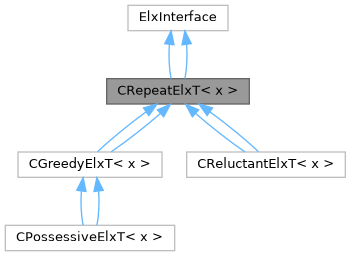 ElxInterface
CRepeatElxT< x >
CGreedyElxT< x >
CReluctantElxT< x >
CPossessiveElxT< x >